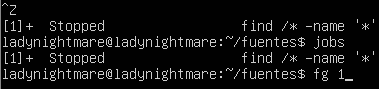 ^Z
[1]+  Stopped                 find /* -name '*'
ladynightmare@ladynightmare:~/fuentes$ jobs
[1]+  Stopped                 find /* -name '*'
ladynightmare@ladynightmare:~/fuentes$ fg 1_